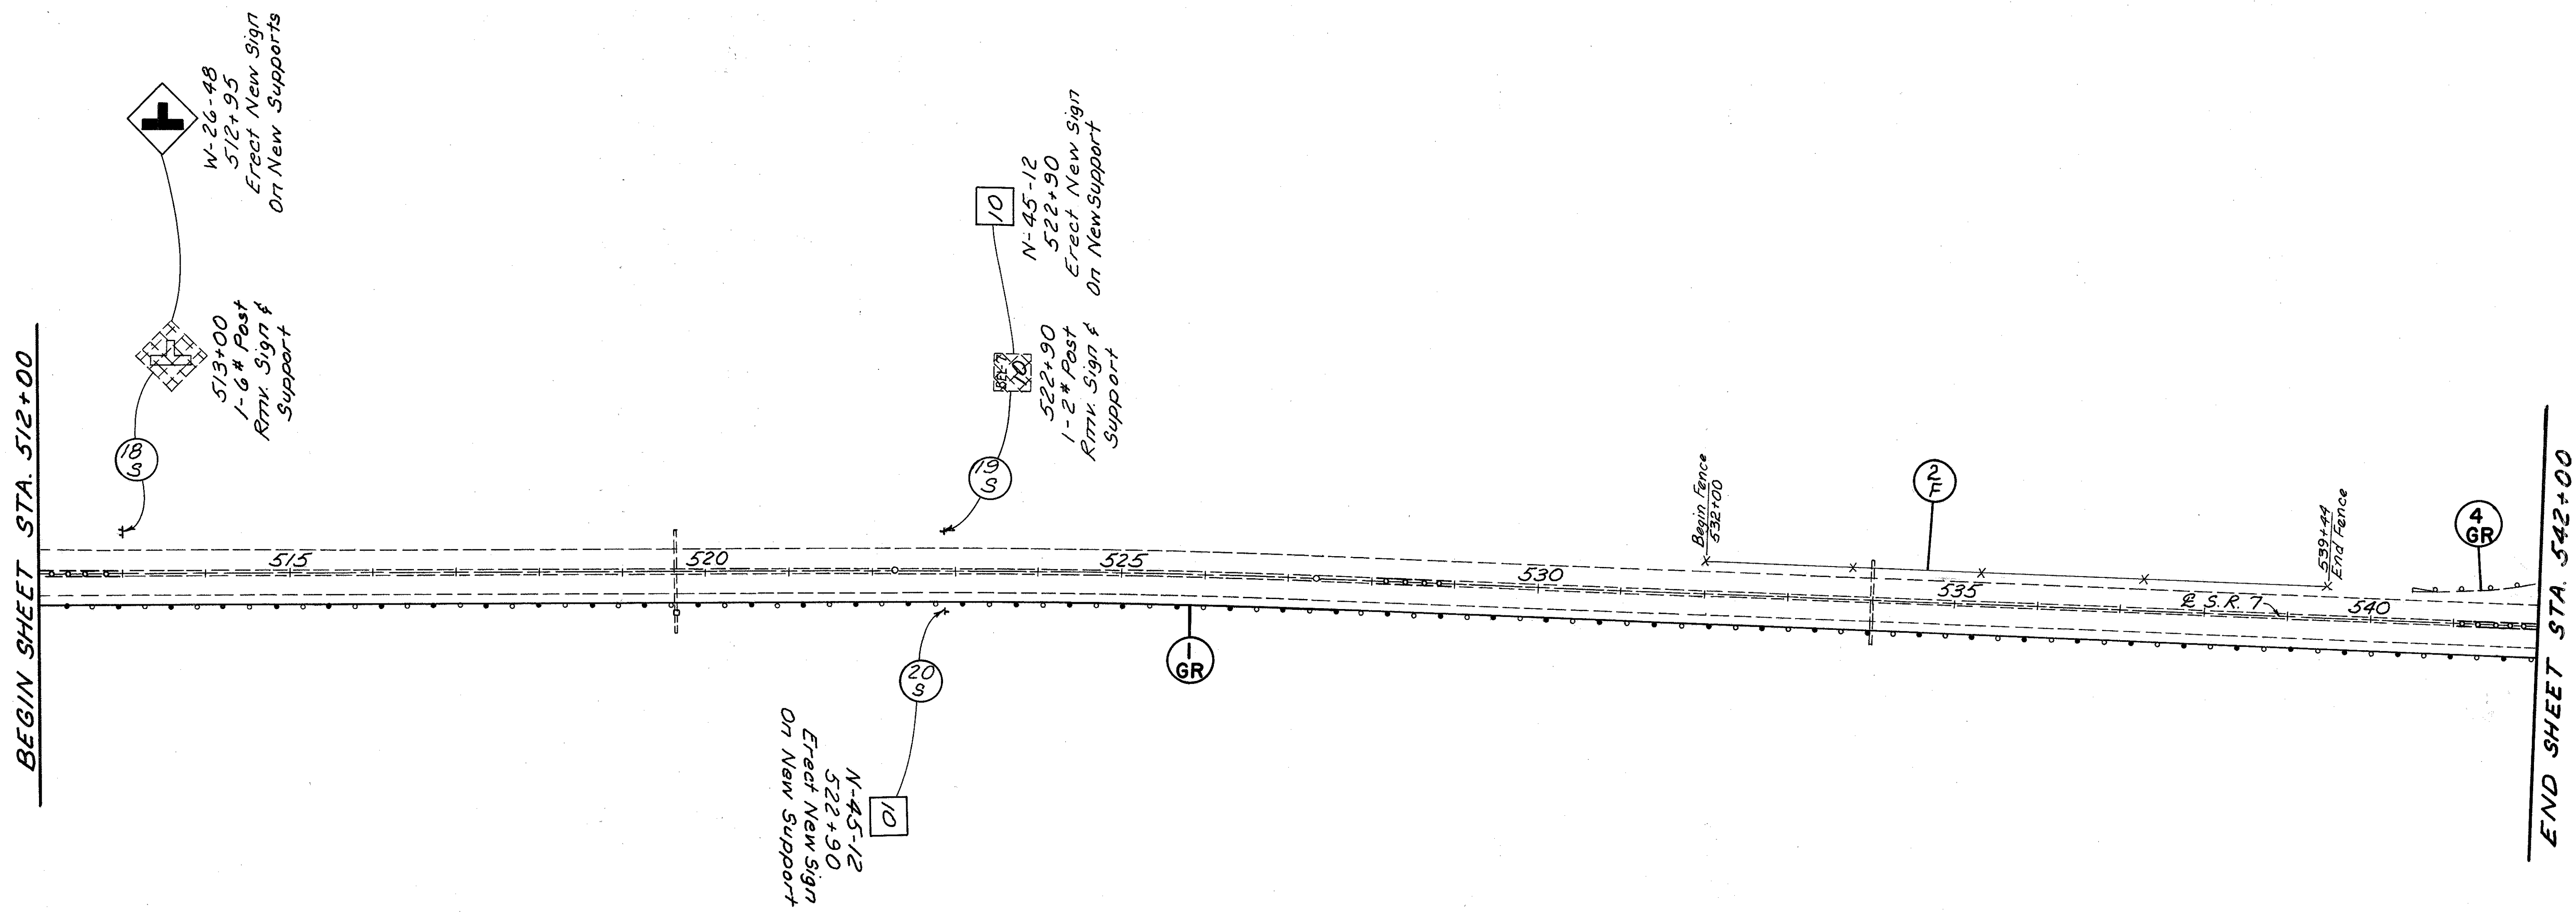 BEGIN SHEET STA. 512+00
W-26-48
512+95
Erect New Sign
On New Supports
513+00
1-6# Post
Rmv. Sign &
Support
18
S
10
N-45-12
522+90
Erect New Sign
On New Support
BEL-7
10
522+90
1-2# Post
Rmv. Sign &
Support
19
S
515
520
525
530
535
540
℄ S.R. 7
Begin Fence
532+00
2
F
539+44
End Fence
4
GR
1
GR
20
S
10
N-45-12
522+90
Erect New Sign
On New Support
END SHEET STA. 542+00